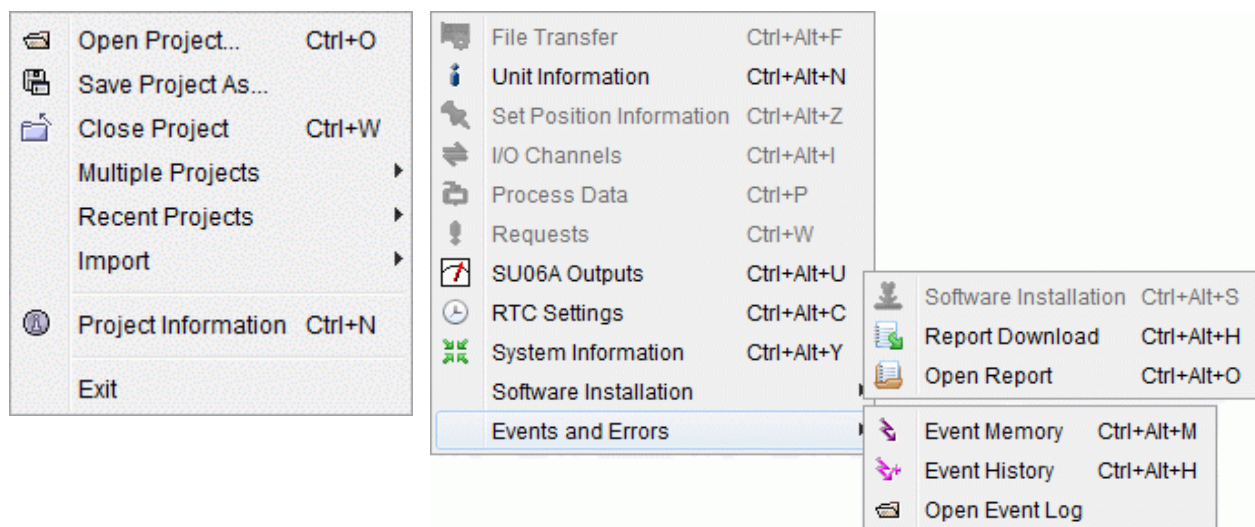 Open Project... Ctrl+O
Save Project As...
Close Project Ctrl+W
Multiple Projects
Recent Projects
Import
Project Information Ctrl+N
Exit
File Transfer Ctrl+Alt+F
Unit Information Ctrl+Alt+N
Set Position Information Ctrl+Alt+Z
I/O Channels Ctrl+Alt+I
Process Data Ctrl+P
Requests Ctrl+W
SU06A Outputs Ctrl+Alt+U
RTC Settings Ctrl+Alt+C
System Information Ctrl+Alt+Y
Software Installation
Events and Errors
Software Installation Ctrl+Alt+S
Report Download Ctrl+Alt+H
Open Report Ctrl+Alt+O
Event Memory Ctrl+Alt+M
Event History Ctrl+Alt+H
Open Event Log